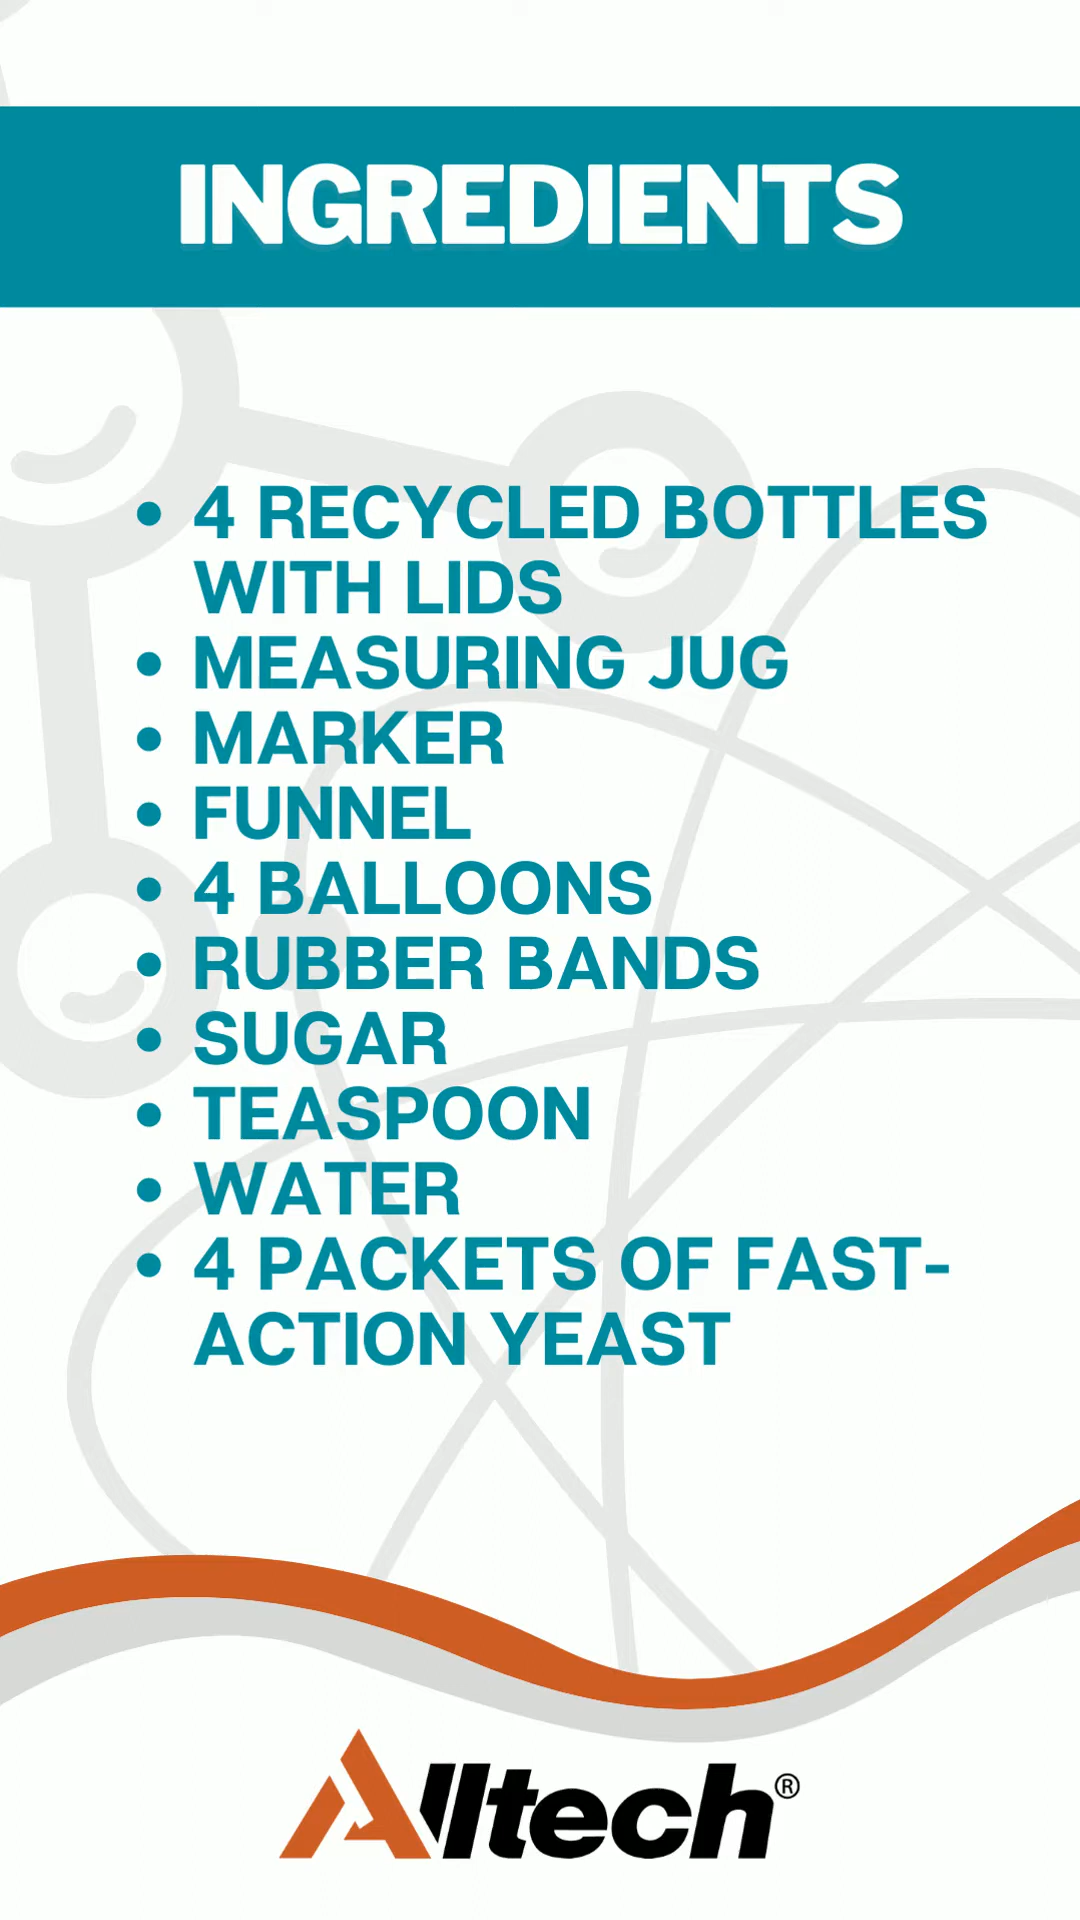 INGREDIENTS
• 4 RECYCLED BOTTLES
WITH LIDS
• MEASURING JUG
• MARKER
• FUNNEL
• 4 BALLOONS
• RUBBER BANDS
• SUGAR
• TEASPOON
• WATER
• 4 PACKETS OF FAST-
ACTION YEAST
Alltech®